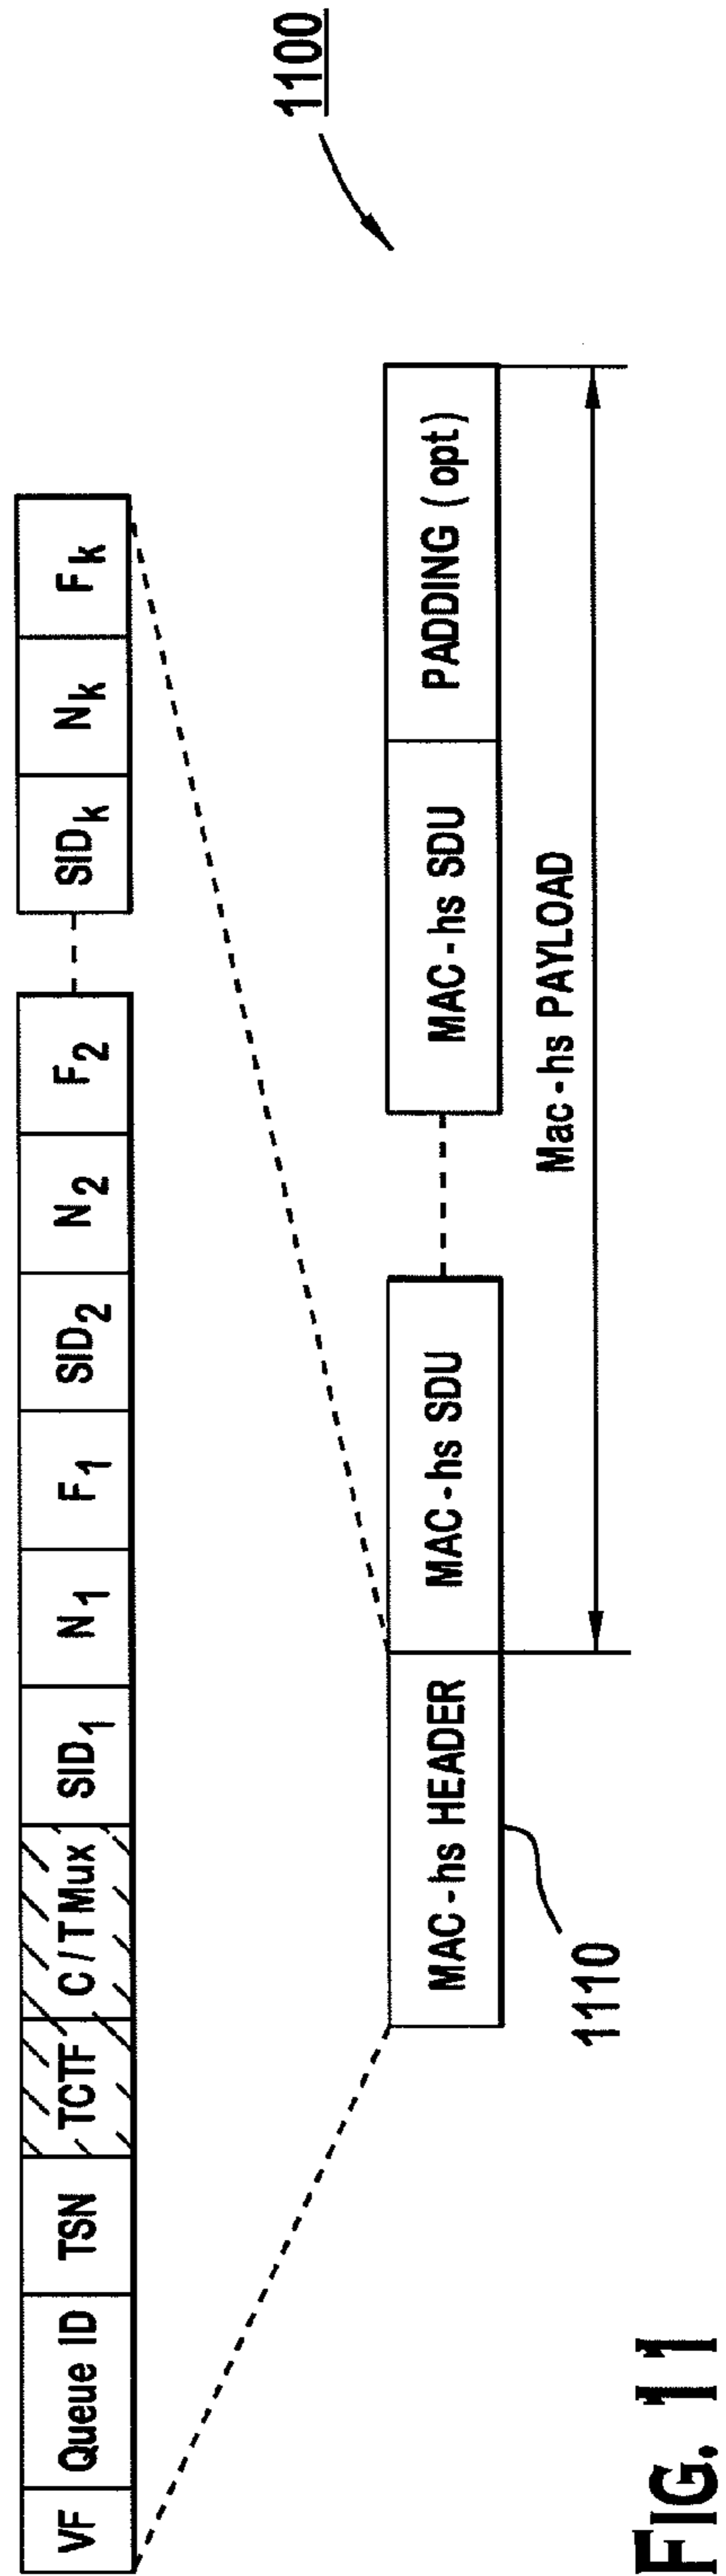 1100
VF Queue ID TSN TCTF C/T Mux SID1 N1 F1 SID2 N2 F2 SIDk Nk Fk
MAC-hs HEADER MAC-hs SDU MAC-hs SDU PADDING (opt)
1110
Mac-hs PAYLOAD
FIG. 11